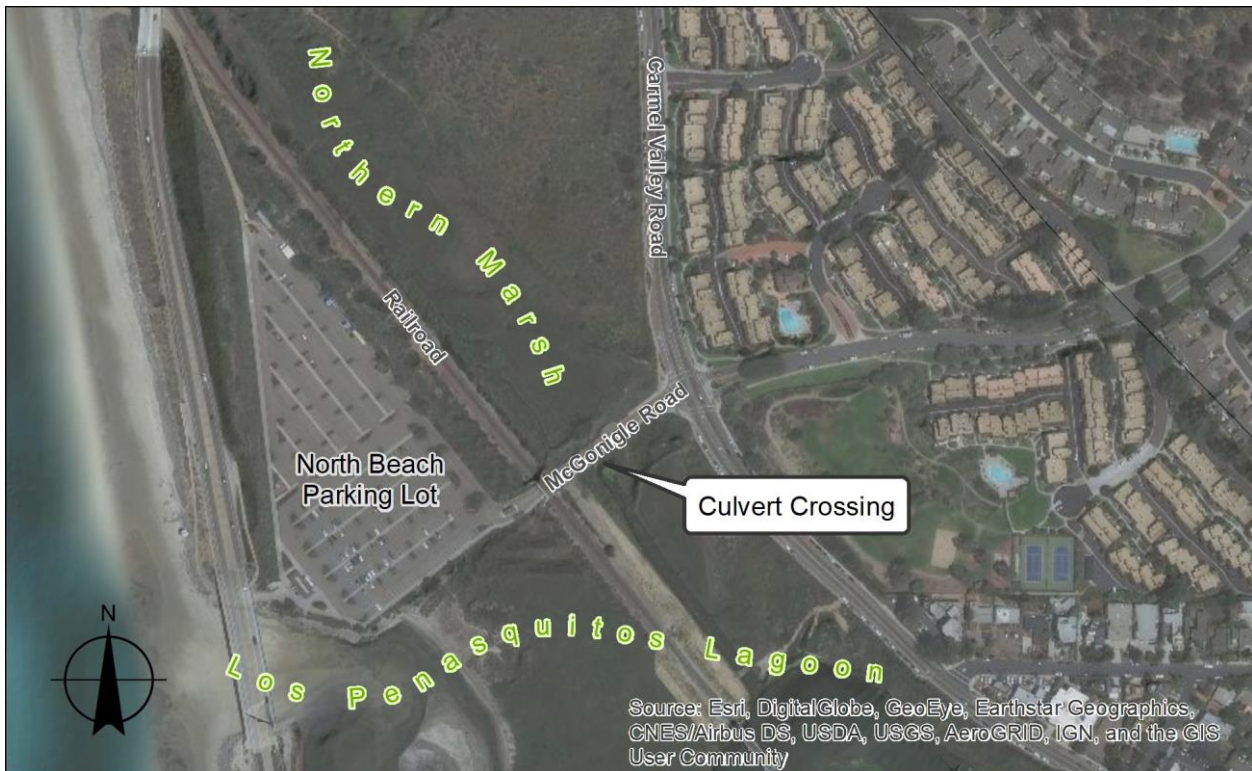 Northern Marsh
Carmel Valley Road
Railroad
McGonigle Road
North Beach
Parking Lot
Culvert Crossing
N
Los Penasquitos Lagoon
Source: Esri, DigitalGlobe, GeoEye, Earthstar Geographics,
CNES/Airbus DS, USDA, USGS, AeroGRID, IGN, and the GIS
User Community